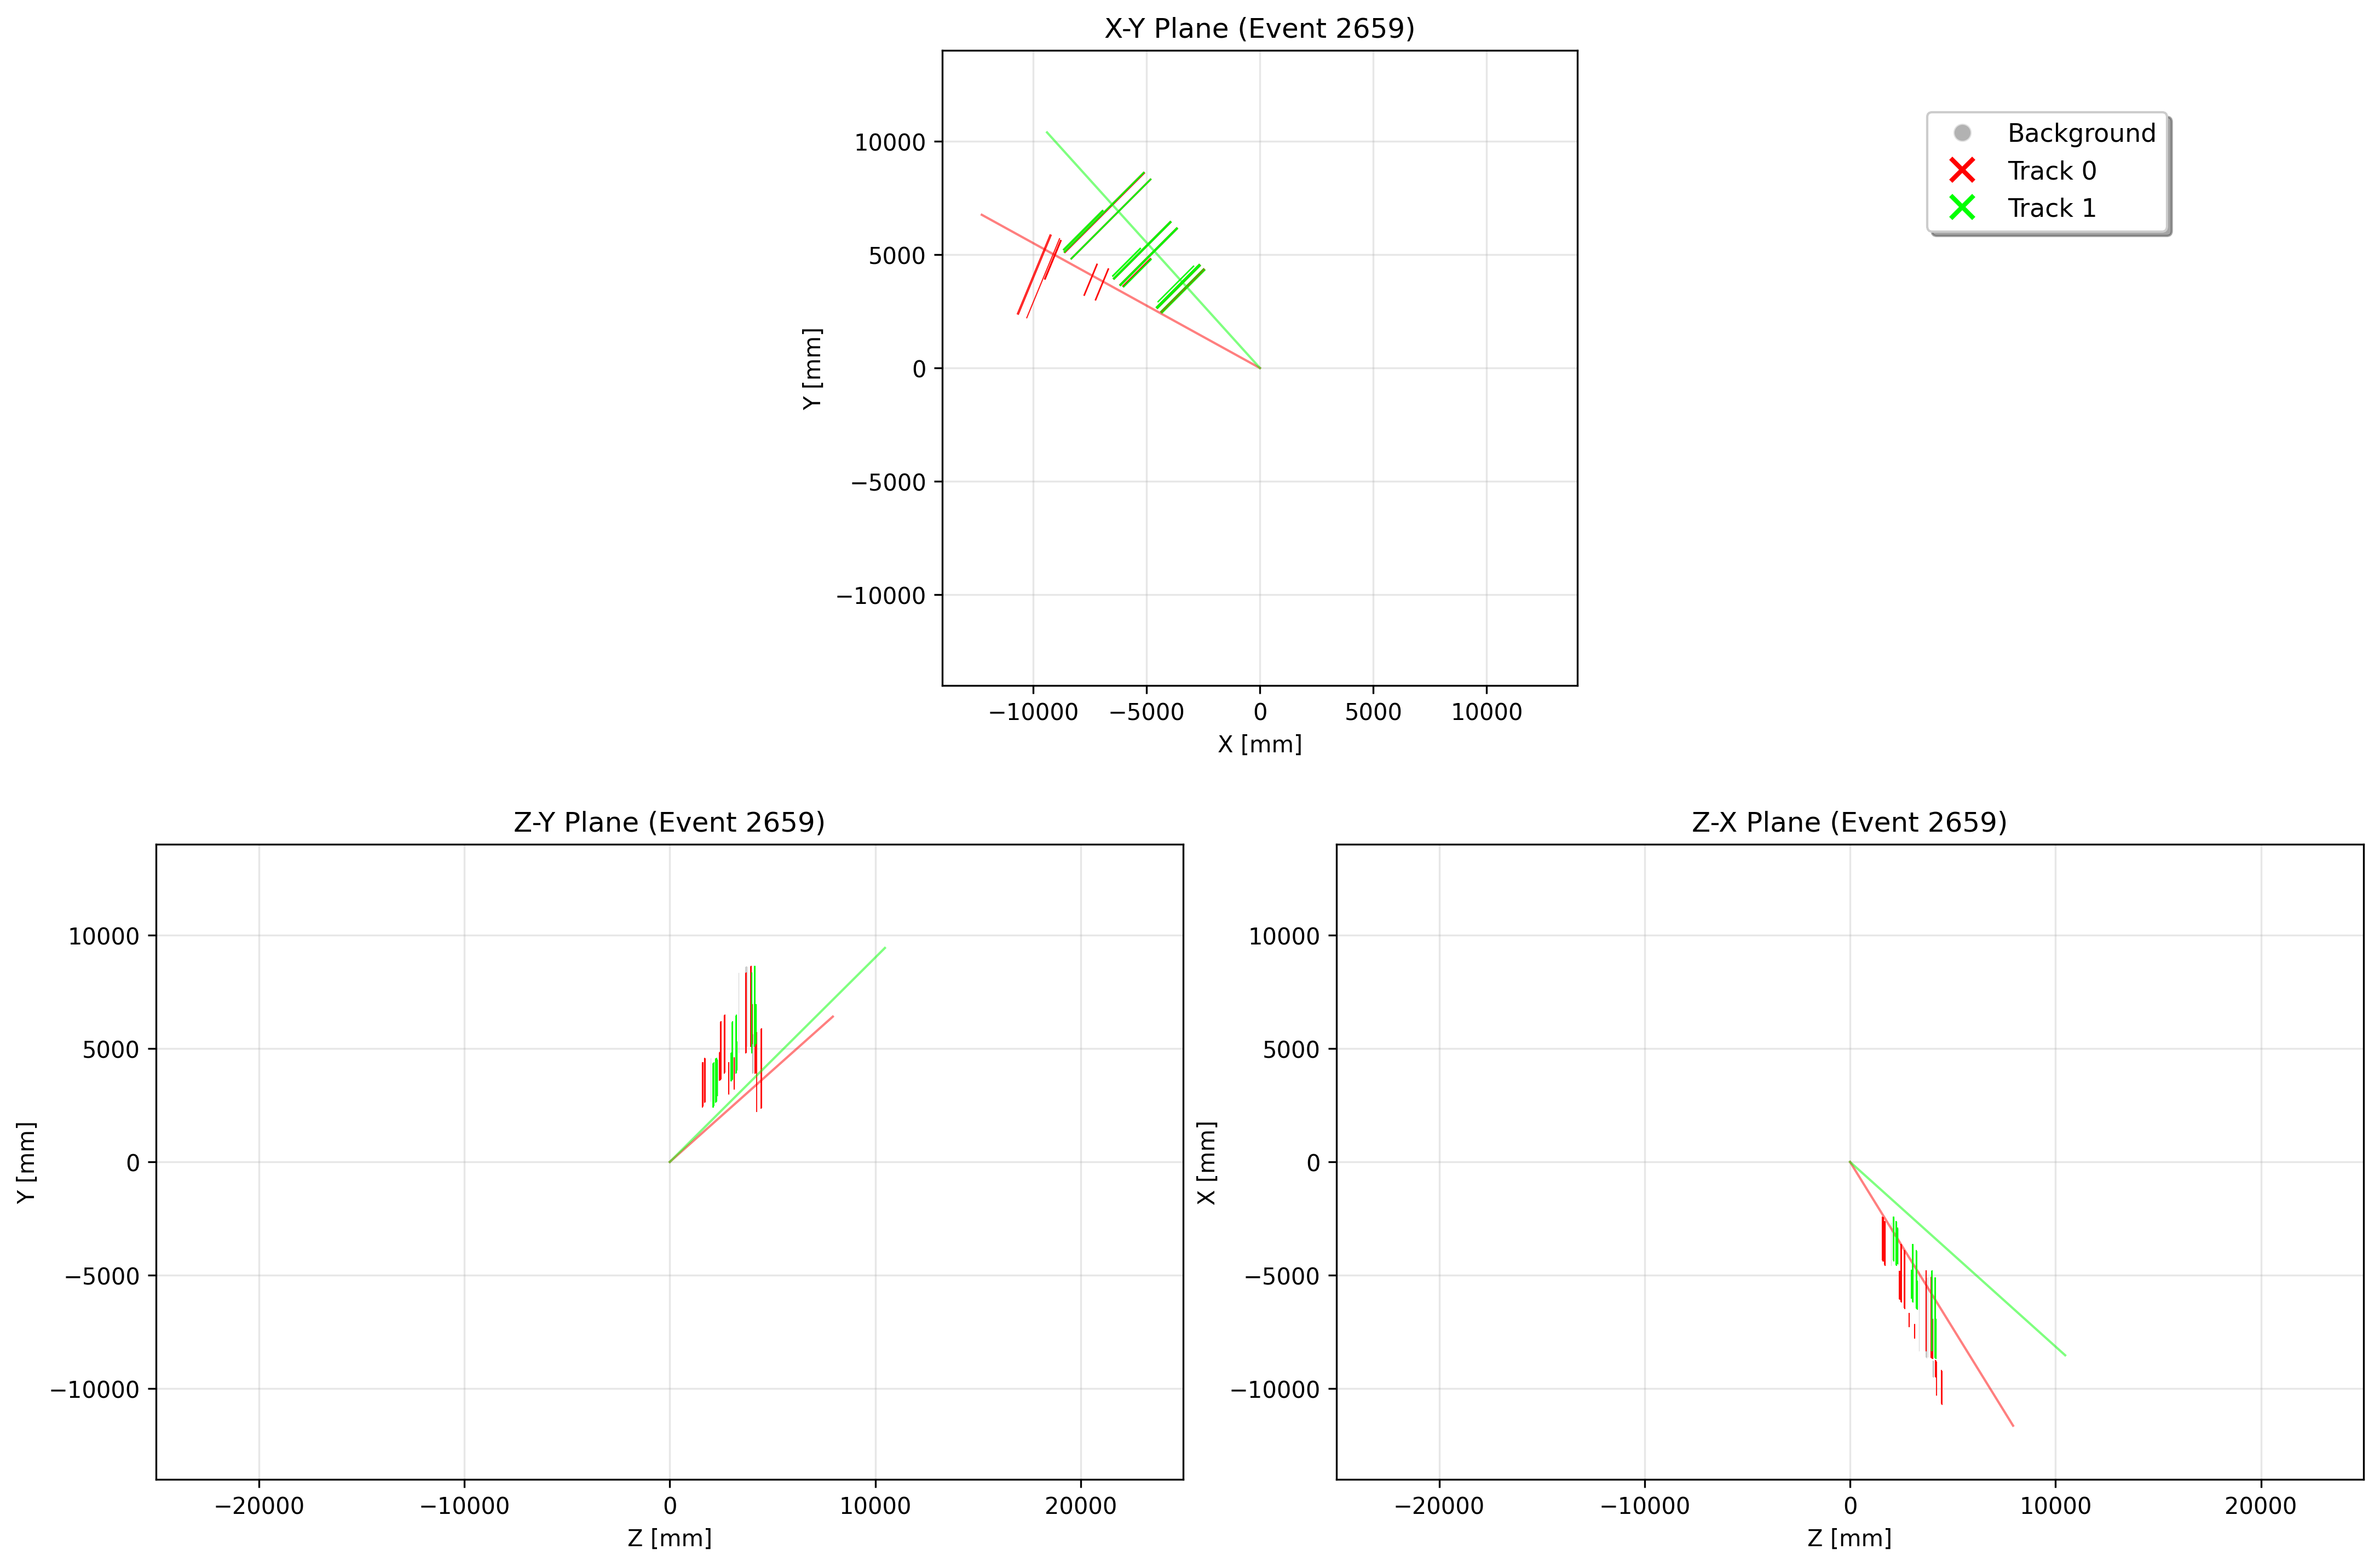 X-Y Plane (Event 2659)
Y [mm]
10000
5000
0
−5000
−10000
−10000 −5000 0 5000 10000
X [mm]
Background
Track 0
Track 1
Z-Y Plane (Event 2659)
Y [mm]
10000
5000
0
−5000
−10000
−20000 −10000 0 10000 20000
Z [mm]
Z-X Plane (Event 2659)
X [mm]
10000
5000
0
−5000
−10000
−20000 −10000 0 10000 20000
Z [mm]